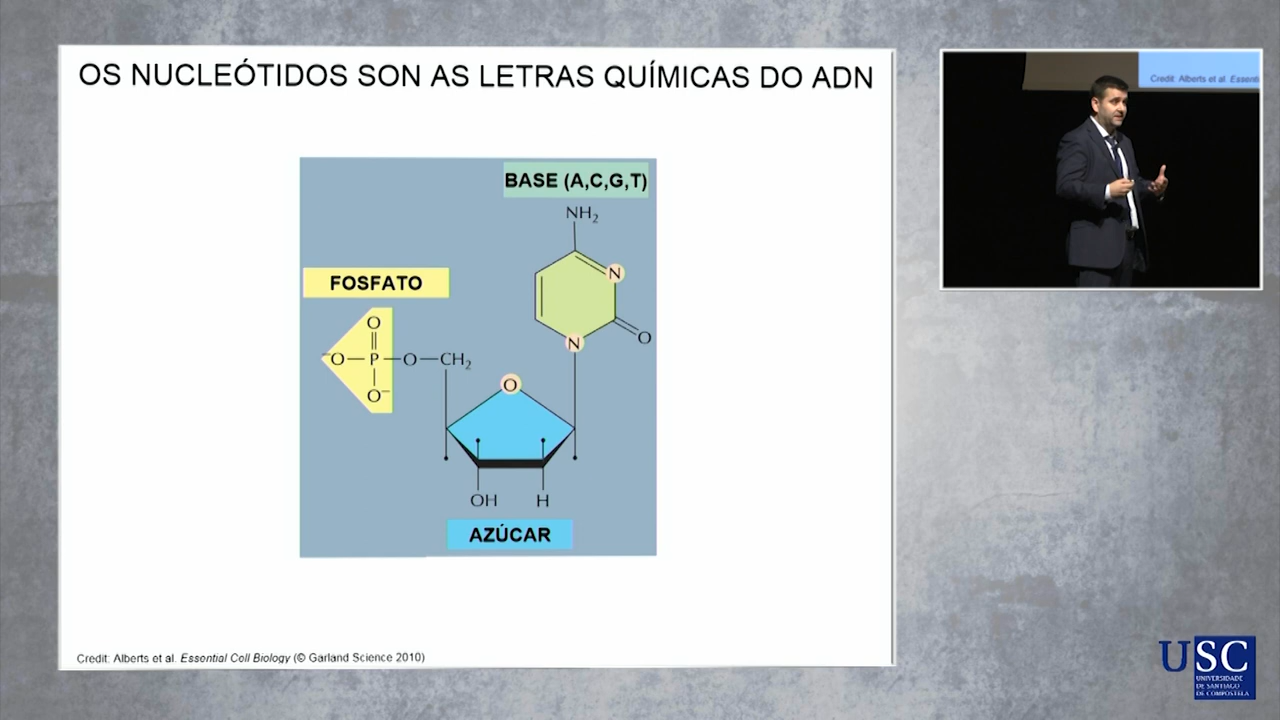 OS NUCLEÓTIDOS SON AS LETRAS QUÍMICAS DO ADN
BASE (A,C,G,T)
NH2
N
FOSFATO
O
O
N
-O
P
O
CH2
O-
O
OH
H
AZÚCAR
Credit: Alberts et al. Essential Cell Biology (© Garland Science 2010)
Credit: Alberts et al. Essenti
USC
UNIVERSIDADE
DE SANTIAGO
DE COMPOSTELA